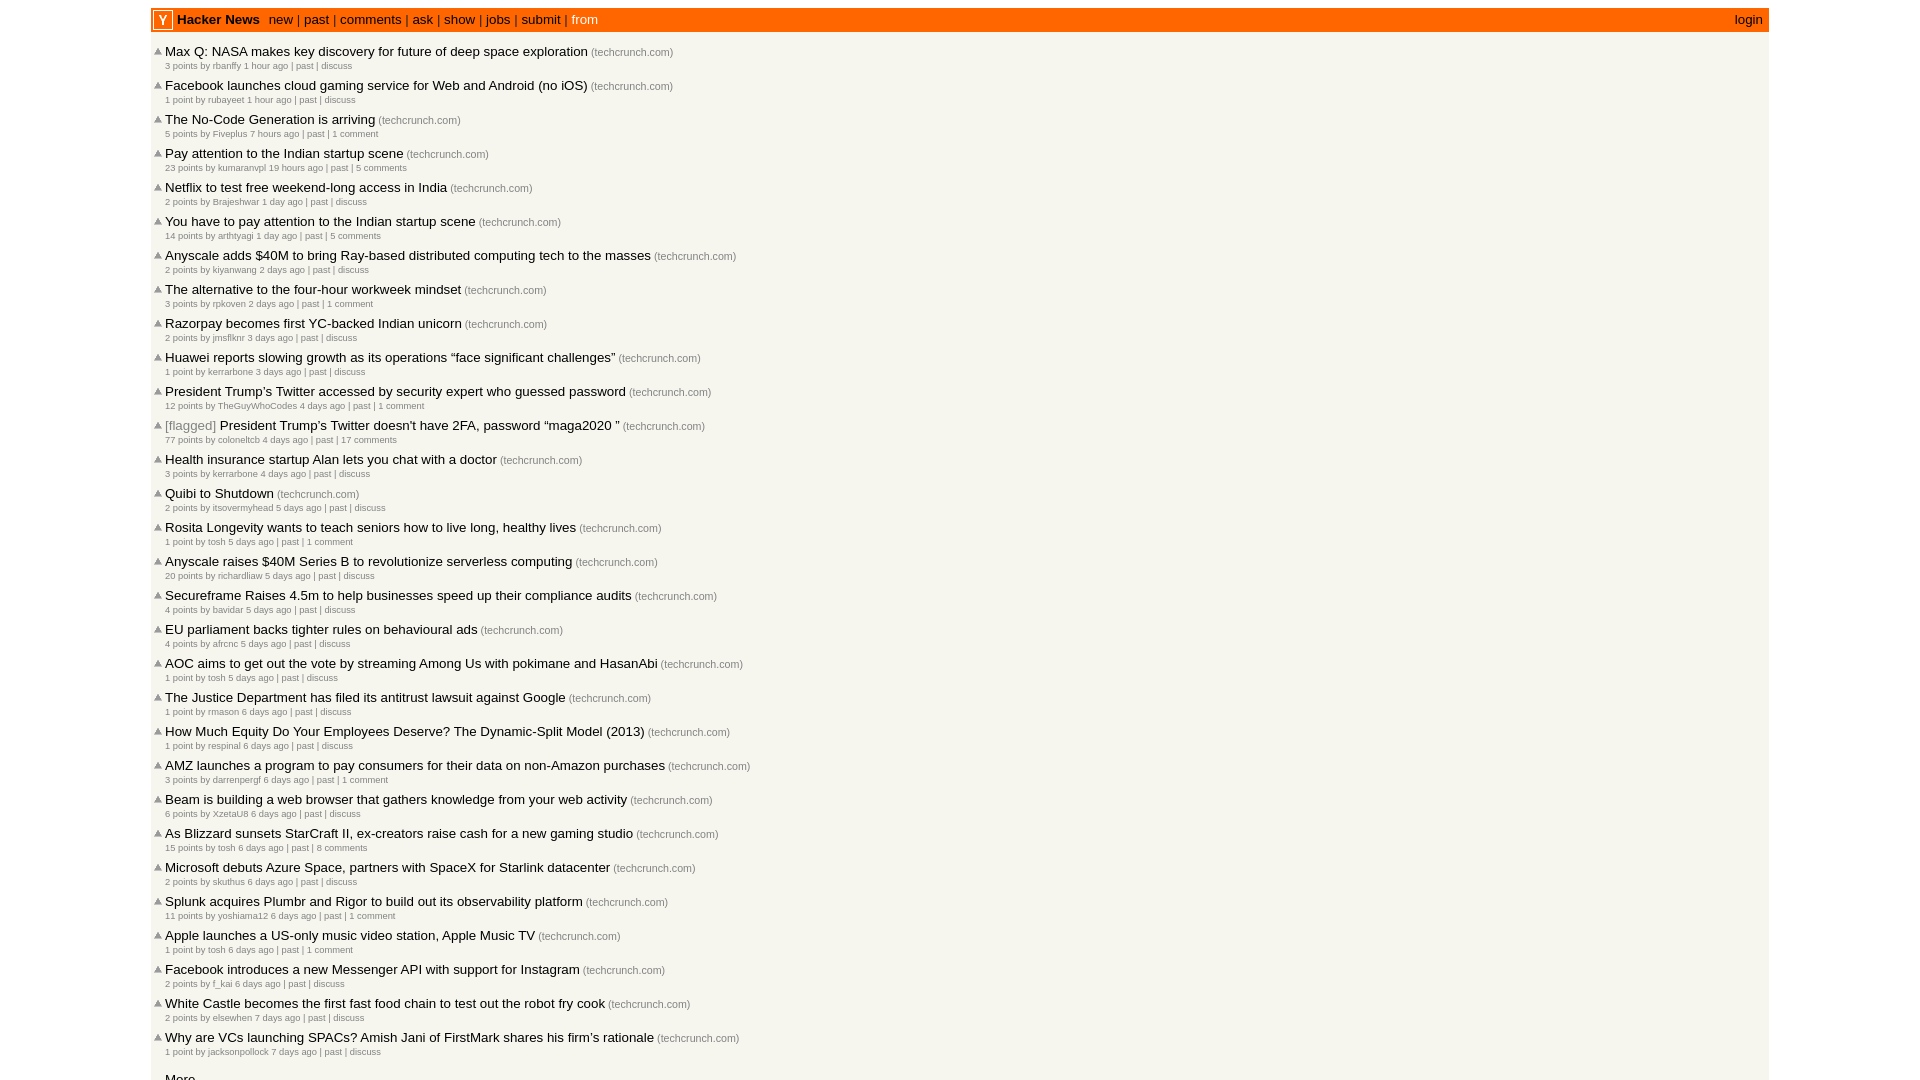 Y Hacker News new | past | comments | ask | show | jobs | submit | from login
Max Q: NASA makes key discovery for future of deep space exploration (techcrunch.com)
3 points by rbanffy 1 hour ago | past | discuss
Facebook launches cloud gaming service for Web and Android (no iOS) (techcrunch.com)
1 point by rubayeet 1 hour ago | past | discuss
The No-Code Generation is arriving (techcrunch.com)
5 points by Fiveplus 7 hours ago | past | 1 comment
Pay attention to the Indian startup scene (techcrunch.com)
23 points by kumaranvpl 19 hours ago | past | 5 comments
Netflix to test free weekend-long access in India (techcrunch.com)
2 points by Brajeshwar 1 day ago | past | discuss
You have to pay attention to the Indian startup scene (techcrunch.com)
14 points by arthtyagi 1 day ago | past | 5 comments
Anyscale adds $40M to bring Ray-based distributed computing tech to the masses (techcrunch.com)
2 points by kiyanwang 2 days ago | past | discuss
The alternative to the four-hour workweek mindset (techcrunch.com)
3 points by rpkoven 2 days ago | past | 1 comment
Razorpay becomes first YC-backed Indian unicorn (techcrunch.com)
2 points by jmsflknr 3 days ago | past | discuss
Huawei reports slowing growth as its operations “face significant challenges” (techcrunch.com)
1 point by kerrarbone 3 days ago | past | discuss
President Trump’s Twitter accessed by security expert who guessed password (techcrunch.com)
12 points by TheGuyWhoCodes 4 days ago | past | 1 comment
[flagged] President Trump’s Twitter doesn't have 2FA, password “maga2020 ” (techcrunch.com)
77 points by coloneltcb 4 days ago | past | 17 comments
Health insurance startup Alan lets you chat with a doctor (techcrunch.com)
3 points by kerrarbone 4 days ago | past | discuss
Quibi to Shutdown (techcrunch.com)
2 points by itsovermyhead 5 days ago | past | discuss
Rosita Longevity wants to teach seniors how to live long, healthy lives (techcrunch.com)
1 point by tosh 5 days ago | past | 1 comment
Anyscale raises $40M Series B to revolutionize serverless computing (techcrunch.com)
20 points by richardliaw 5 days ago | past | discuss
Secureframe Raises 4.5m to help businesses speed up their compliance audits (techcrunch.com)
4 points by bavidar 5 days ago | past | discuss
EU parliament backs tighter rules on behavioural ads (techcrunch.com)
4 points by afrcnc 5 days ago | past | discuss
AOC aims to get out the vote by streaming Among Us with pokimane and HasanAbi (techcrunch.com)
1 point by tosh 5 days ago | past | discuss
The Justice Department has filed its antitrust lawsuit against Google (techcrunch.com)
1 point by rmason 6 days ago | past | discuss
How Much Equity Do Your Employees Deserve? The Dynamic-Split Model (2013) (techcrunch.com)
1 point by respinal 6 days ago | past | discuss
AMZ launches a program to pay consumers for their data on non-Amazon purchases (techcrunch.com)
3 points by darrenpergf 6 days ago | past | 1 comment
Beam is building a web browser that gathers knowledge from your web activity (techcrunch.com)
6 points by XzetaU8 6 days ago | past | discuss
As Blizzard sunsets StarCraft II, ex-creators raise cash for a new gaming studio (techcrunch.com)
15 points by tosh 6 days ago | past | 8 comments
Microsoft debuts Azure Space, partners with SpaceX for Starlink datacenter (techcrunch.com)
2 points by skuthus 6 days ago | past | discuss
Splunk acquires Plumbr and Rigor to build out its observability platform (techcrunch.com)
11 points by yoshiama12 6 days ago | past | 1 comment
Apple launches a US-only music video station, Apple Music TV (techcrunch.com)
1 point by tosh 6 days ago | past | 1 comment
Facebook introduces a new Messenger API with support for Instagram (techcrunch.com)
2 points by f_kai 6 days ago | past | discuss
White Castle becomes the first fast food chain to test out the robot fry cook (techcrunch.com)
2 points by elsewhen 7 days ago | past | discuss
Why are VCs launching SPACs? Amish Jani of FirstMark shares his firm’s rationale (techcrunch.com)
1 point by jacksonpollock 7 days ago | past | discuss
More